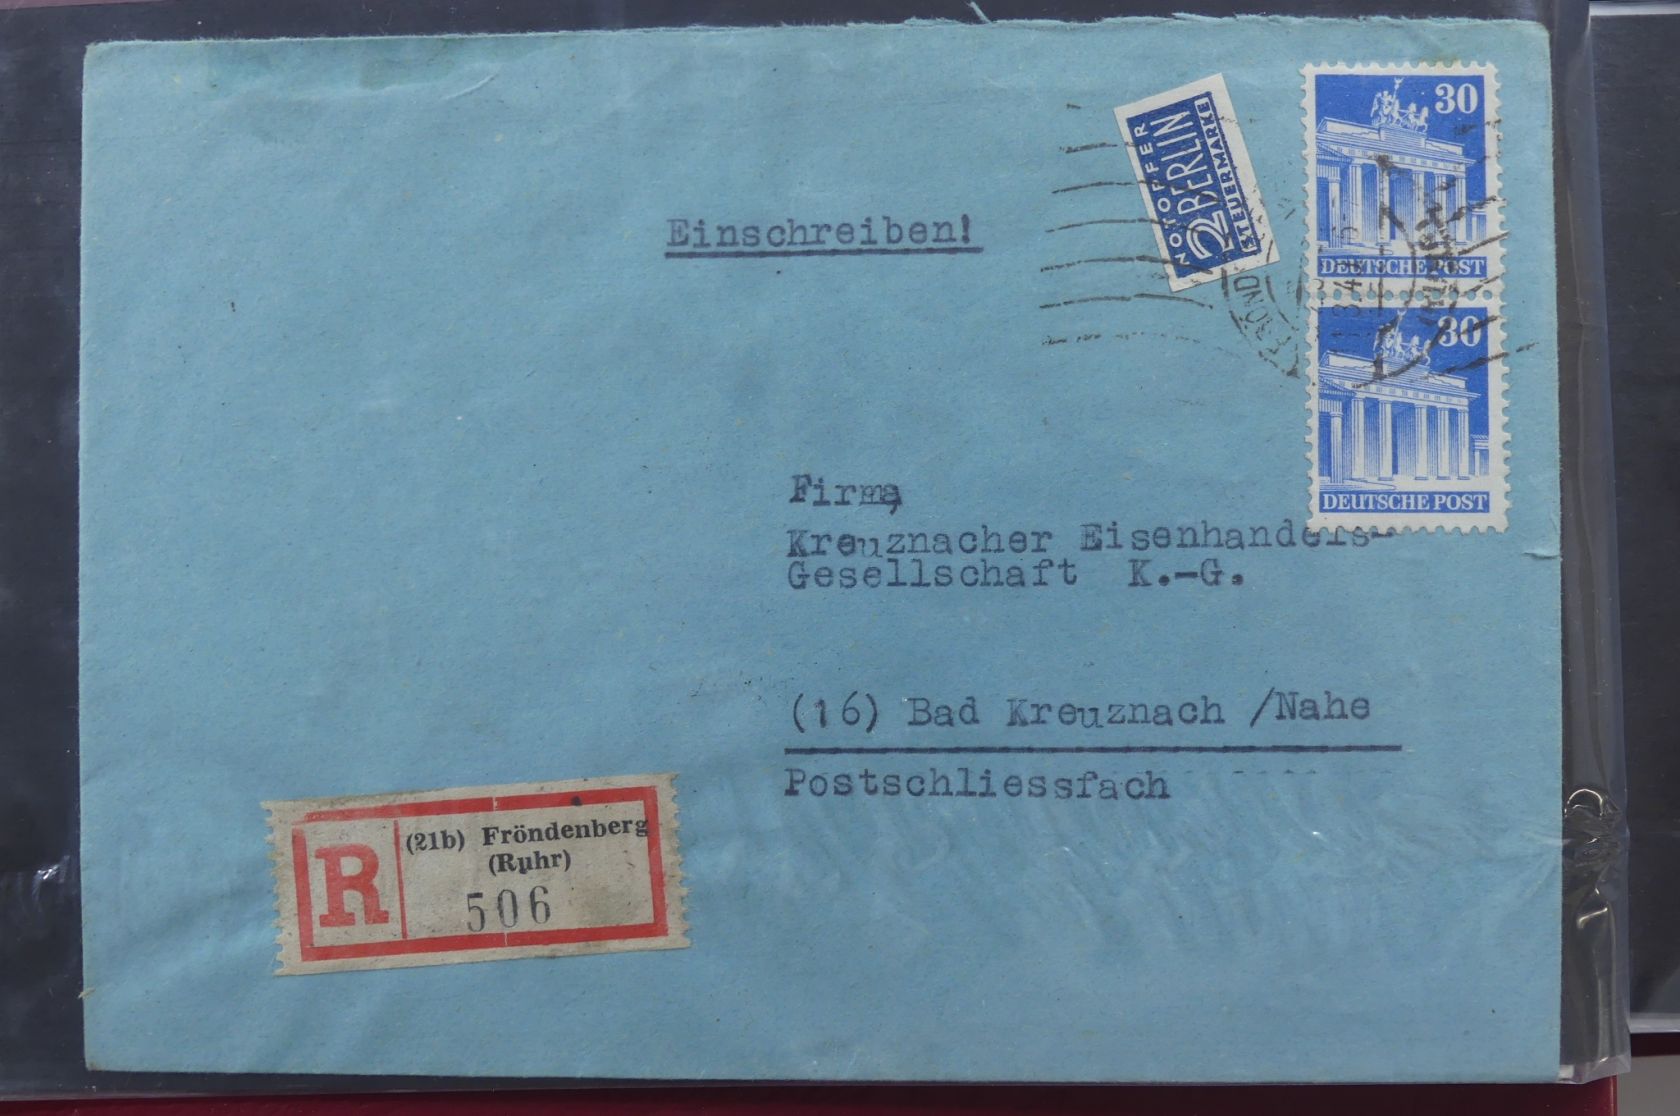 Einschreiben!
NOTOPFER
2 BERLIN
STEUERMARKE
30
DEUTSCHE POST
30
DEUTSCHE POST
Firma,
Kreuznacher Eisenhandels-
Gesellschaft K.-G.
(16) Bad Kreuznach /Nahe
Postschliessfach
R
(21b) Fröndenberg
(Ruhr)
506